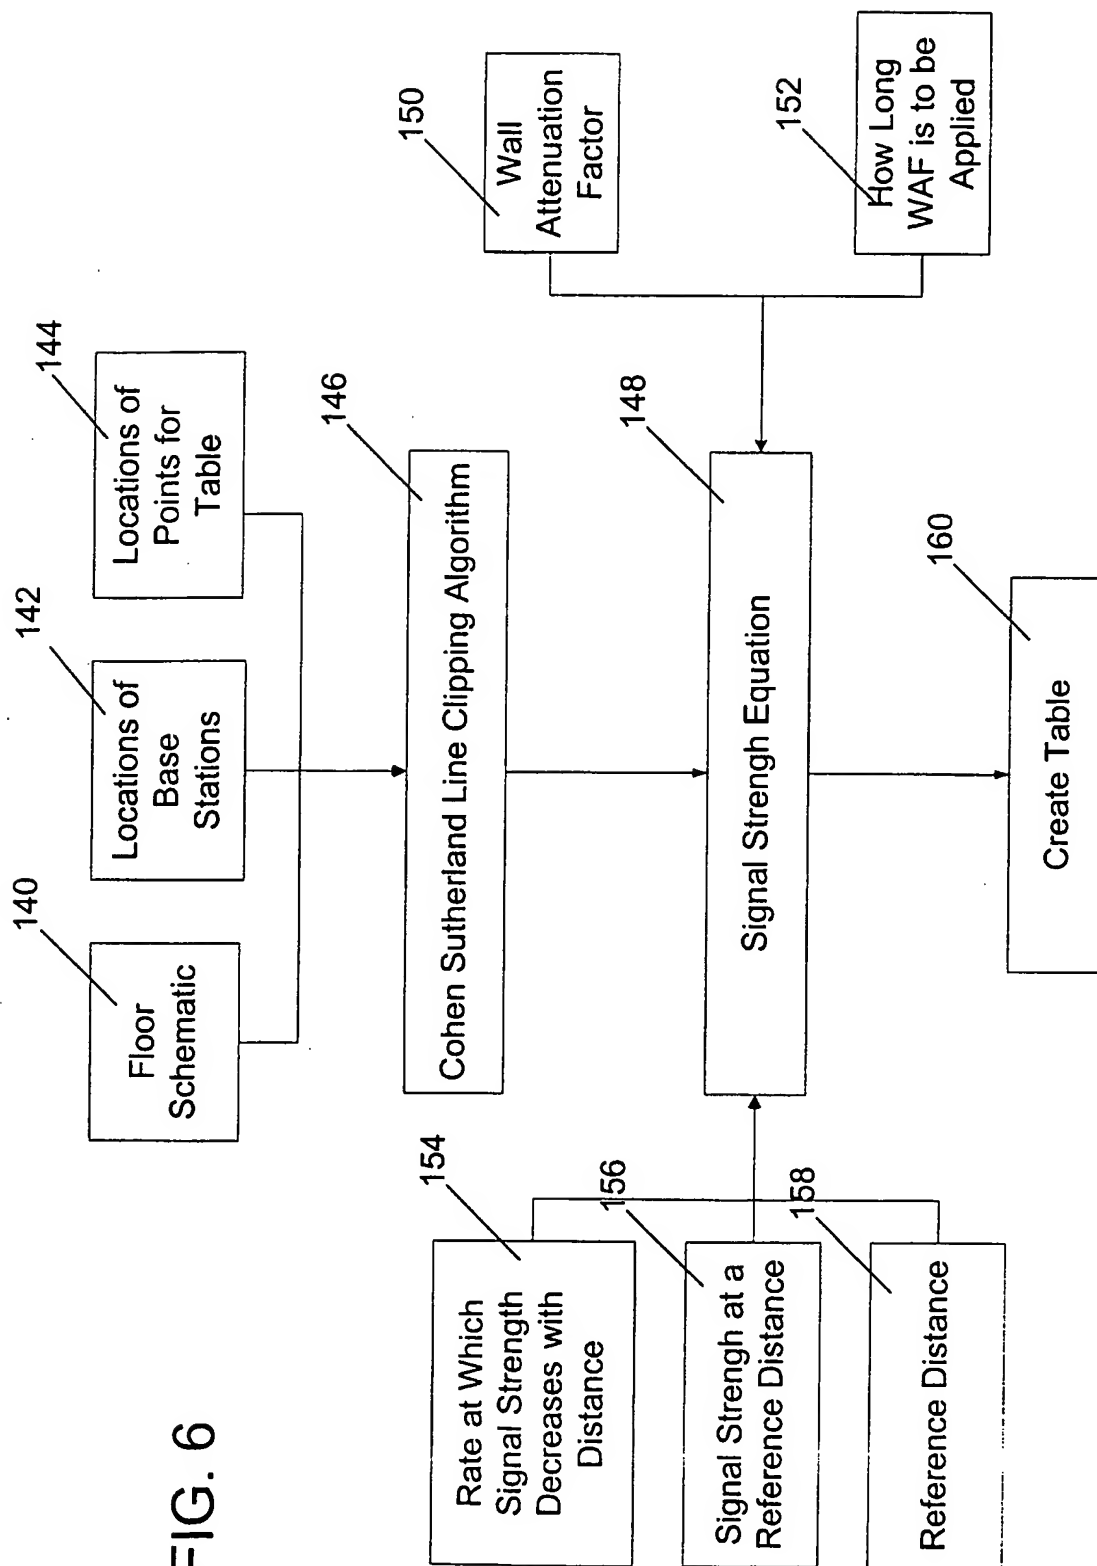 FIG. 6
140
Floor
Schematic
142
Locations of
Base
Stations
144
Locations of
Points for
Table
146
Cohen Sutherland Line Clipping Algorithm
154
Rate at Which
Signal Strength
Decreases with
Distance
156
Signal Strengh at a
Reference Distance
158
Reference Distance
148
Signal Strengh Equation
150
Wall
Attenuation
Factor
152
How Long
WAF is to be
Applied
160
Create Table